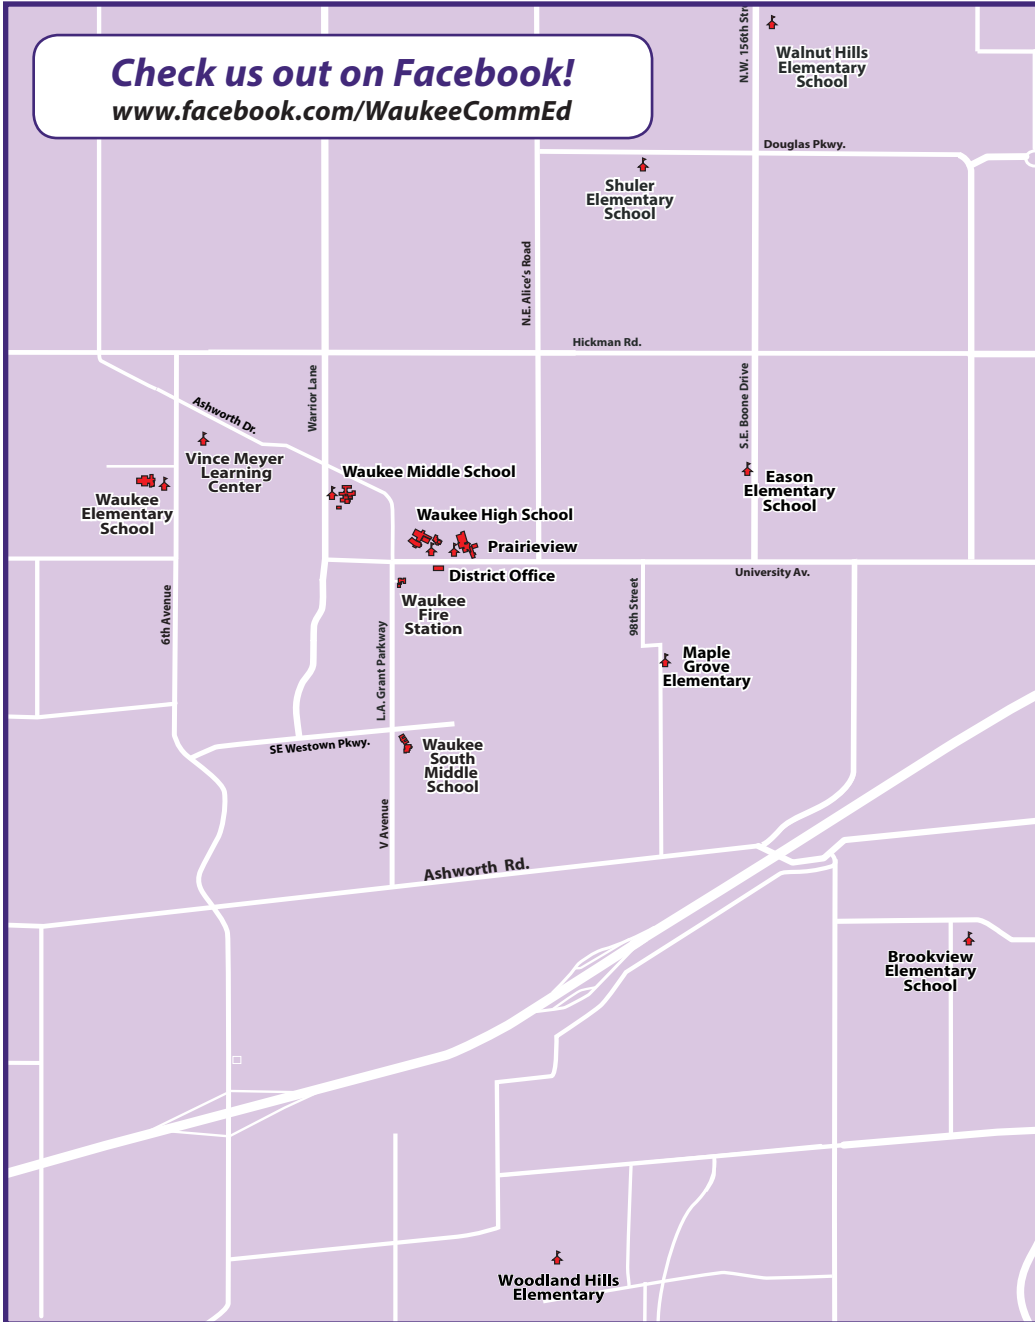 Check us out on Facebook!
www.facebook.com/WaukeeCommEd
N.W. 156th Str
Walnut Hills
Elementary
School
Douglas Pkwy.
Shuler
Elementary
School
N.E. Alice's Road
Hickman Rd.
Warrior Lane
S.E. Boone Drive
Ashworth Dr.
Vince Meyer
Learning
Center
Waukee Middle School
Eason
Elementary
School
Waukee
Elementary
School
Waukee High School
Prairieview
District Office
University Av.
Waukee
Fire
Station
6th Avenue
98th Street
L.A. Grant Parkway
Maple
Grove
Elementary
SE Westown Pkwy.
Waukee
South
Middle
School
V Avenue
Ashworth Rd.
Brookview
Elementary
School
Woodland Hills
Elementary